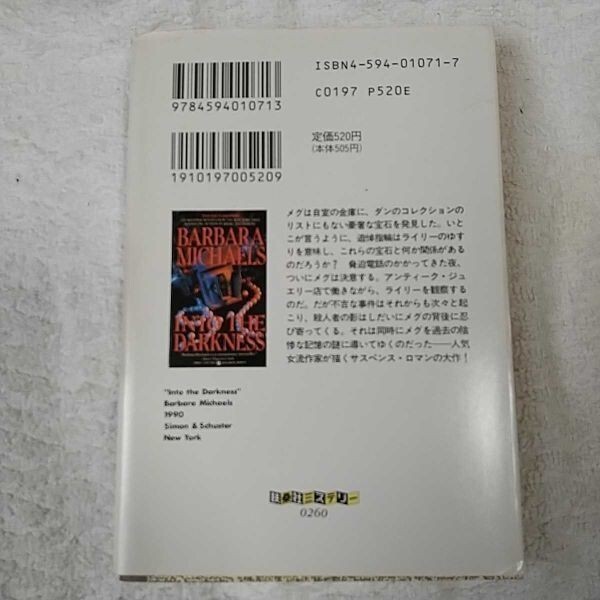 ISBN4-594-01071-7
9784594010713
C0197 P520E
定価520円
(本体505円)
1910197005209
BARBARA
MICHAELS
INTO THE
DARKNESS
メグは自室の金庫に、ダンのコレクションの
リストにもない豪奢な宝石を発見した。いと
こが言うように、追悼指輪はライリーのゆす
りを意味し、これらの宝石と何か関係がある
のだろうか? 脅迫電話のかかってきた夜、
ついにメグは決意する。アンティーク・ジュ
エリー店で働きながら、ライリーを観察する
のだ。だが不吉な事件はそれからも次々と起
こり、殺人者の影はしだいにメグの背後に忍
び寄ってくる。それは同時にメグを過去の陰
惨な記憶の謎に導いてゆくのだった――人気
女流作家が描くサスペンス・ロマンの大作!
"Into the Darkness"
Barbara Michaels
1990
Simon & Schuster
New York
扶桑社ミステリー
0260